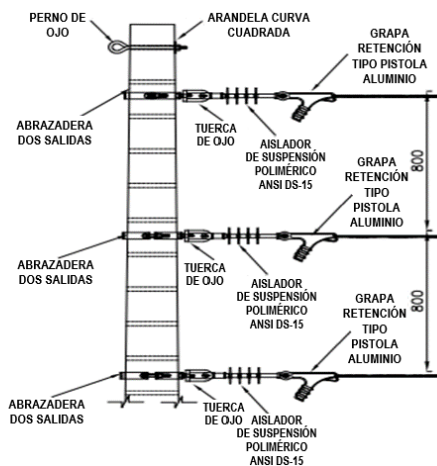 PERNO DE
OJO
ARANDELA CURVA
CUADRADA
GRAPA
RETENCIÓN
TIPO PISTOLA
ALUMINIO
ABRAZADERA
DOS SALIDAS
TUERCA
DE OJO
AISLADOR
DE SUSPENSIÓN
POLIMÉRICO
ANSI DS-15
800
GRAPA
RETENCIÓN
TIPO
PISTOLA
ALUMINIO
ABRAZADERA
DOS SALIDAS
TUERCA
DE OJO
AISLADOR
DE SUSPENSIÓN
POLIMÉRICO
ANSI DS-15
800
GRAPA
RETENCIÓN
TIPO
PISTOLA
ALUMINIO
ABRAZADERA
DOS SALIDAS
TUERCA
DE OJO
AISLADOR
DE SUSPENSIÓN
POLIMÉRICO
ANSI DS-15